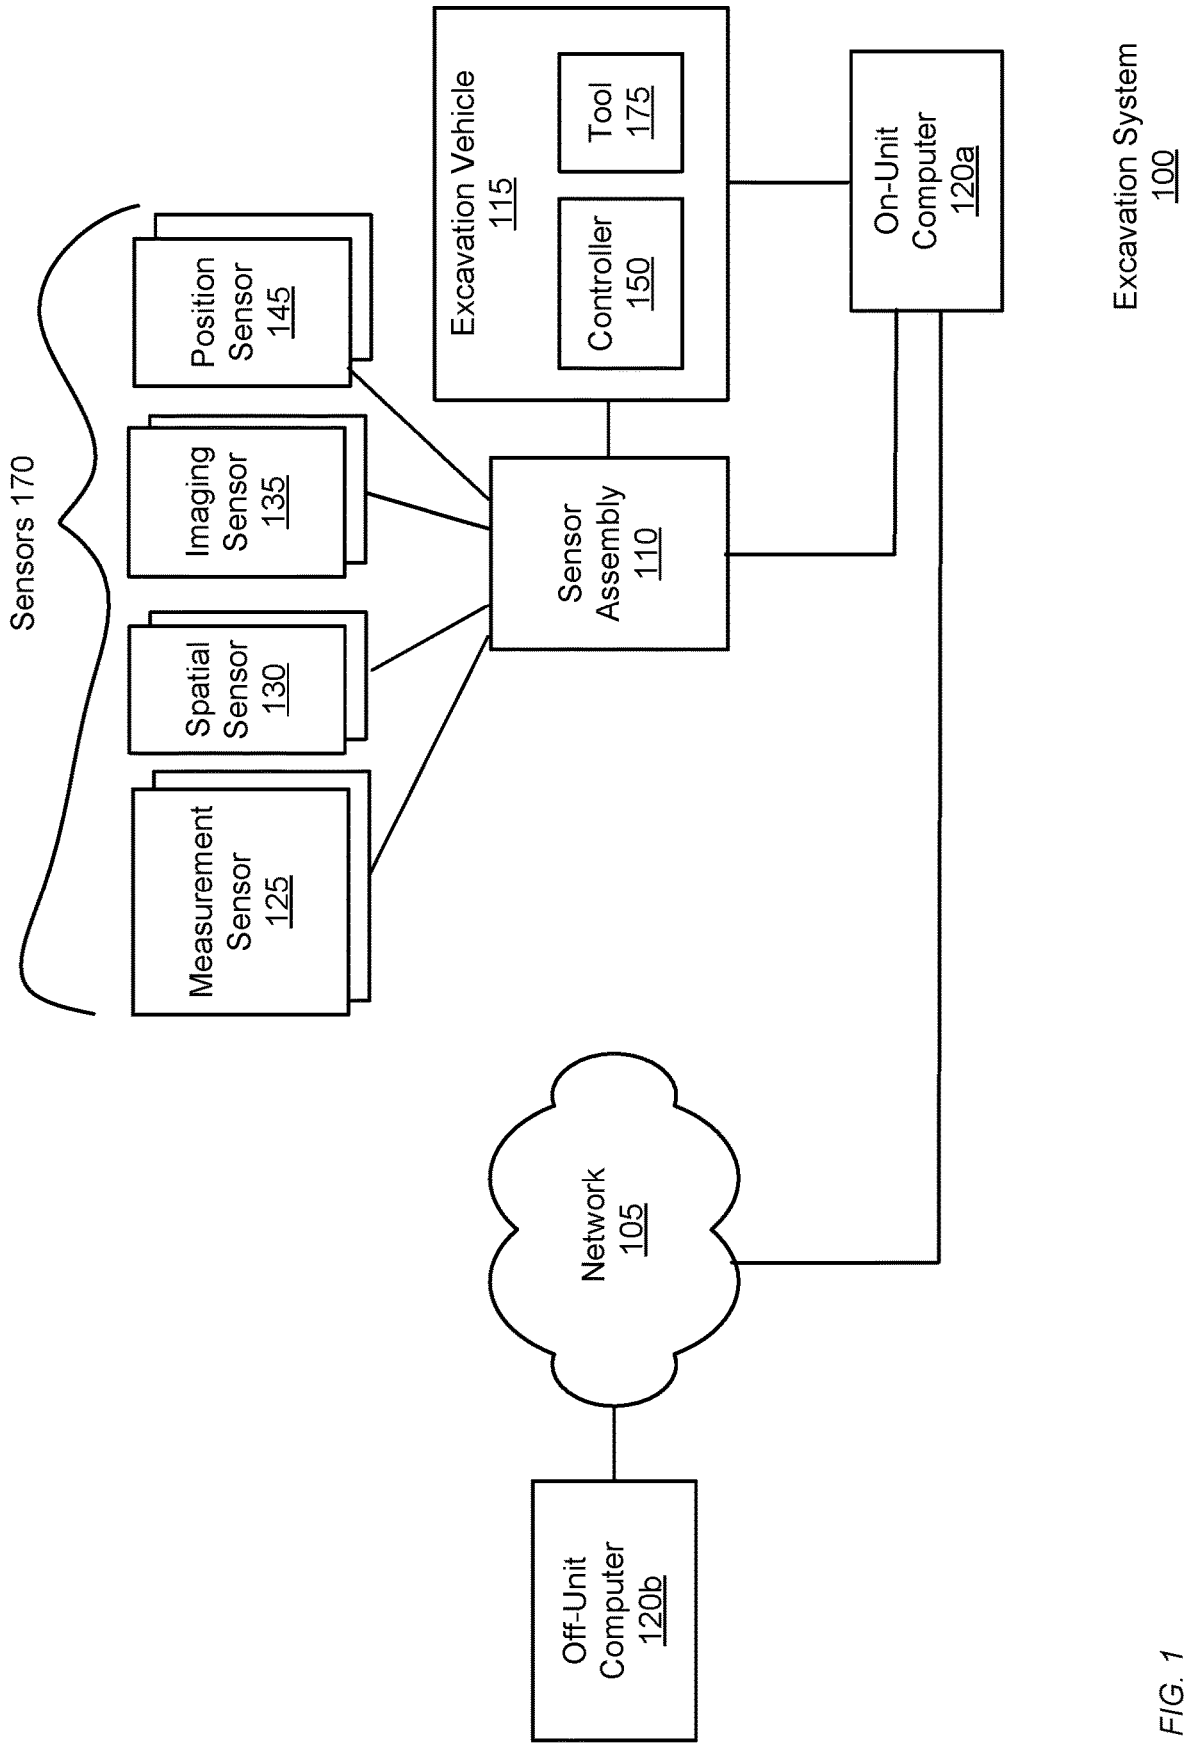 Sensors 170
Measurement
Sensor
125
Spatial
Sensor
130
Imaging
Sensor
135
Position
Sensor
145
Off-Unit
Computer
120b
Network
105
Sensor
Assembly
110
Excavation Vehicle
115
Controller
150
Tool
175
On-Unit
Computer
120a
Excavation System
100
FIG. 1